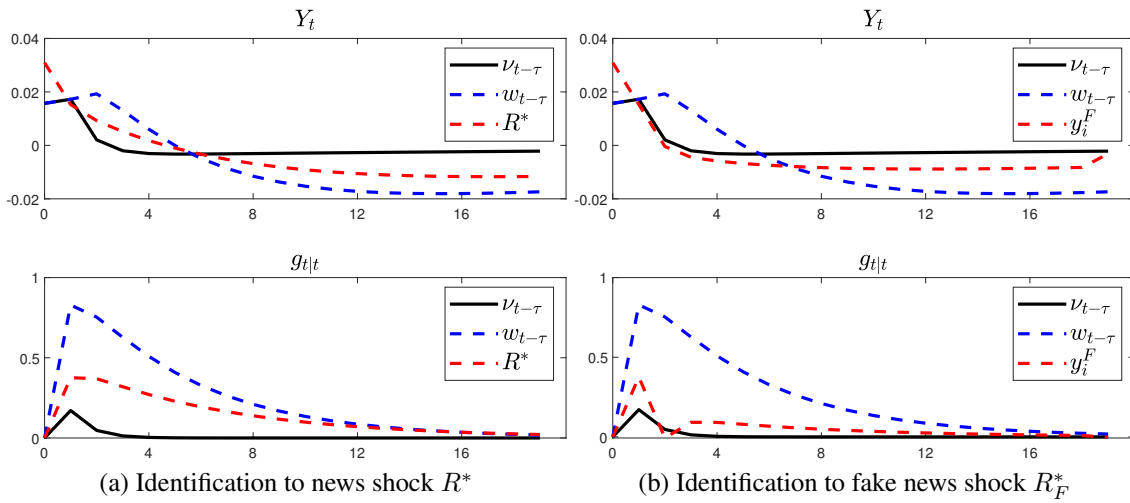 Y_t
0.04
0.02
0
-0.02
0 4 8 12 16
ν_{t−τ}
w_{t−τ}
R*
Y_t
0.04
0.02
0
-0.02
0 4 8 12 16
ν_{t−τ}
w_{t−τ}
y_i^F
g_{t|t}
1
0.5
0
0 4 8 12 16
ν_{t−τ}
w_{t−τ}
R*
g_{t|t}
1
0.5
0
0 4 8 12 16
ν_{t−τ}
w_{t−τ}
y_i^F
(a) Identification to news shock R*
(b) Identification to fake news shock R*_F